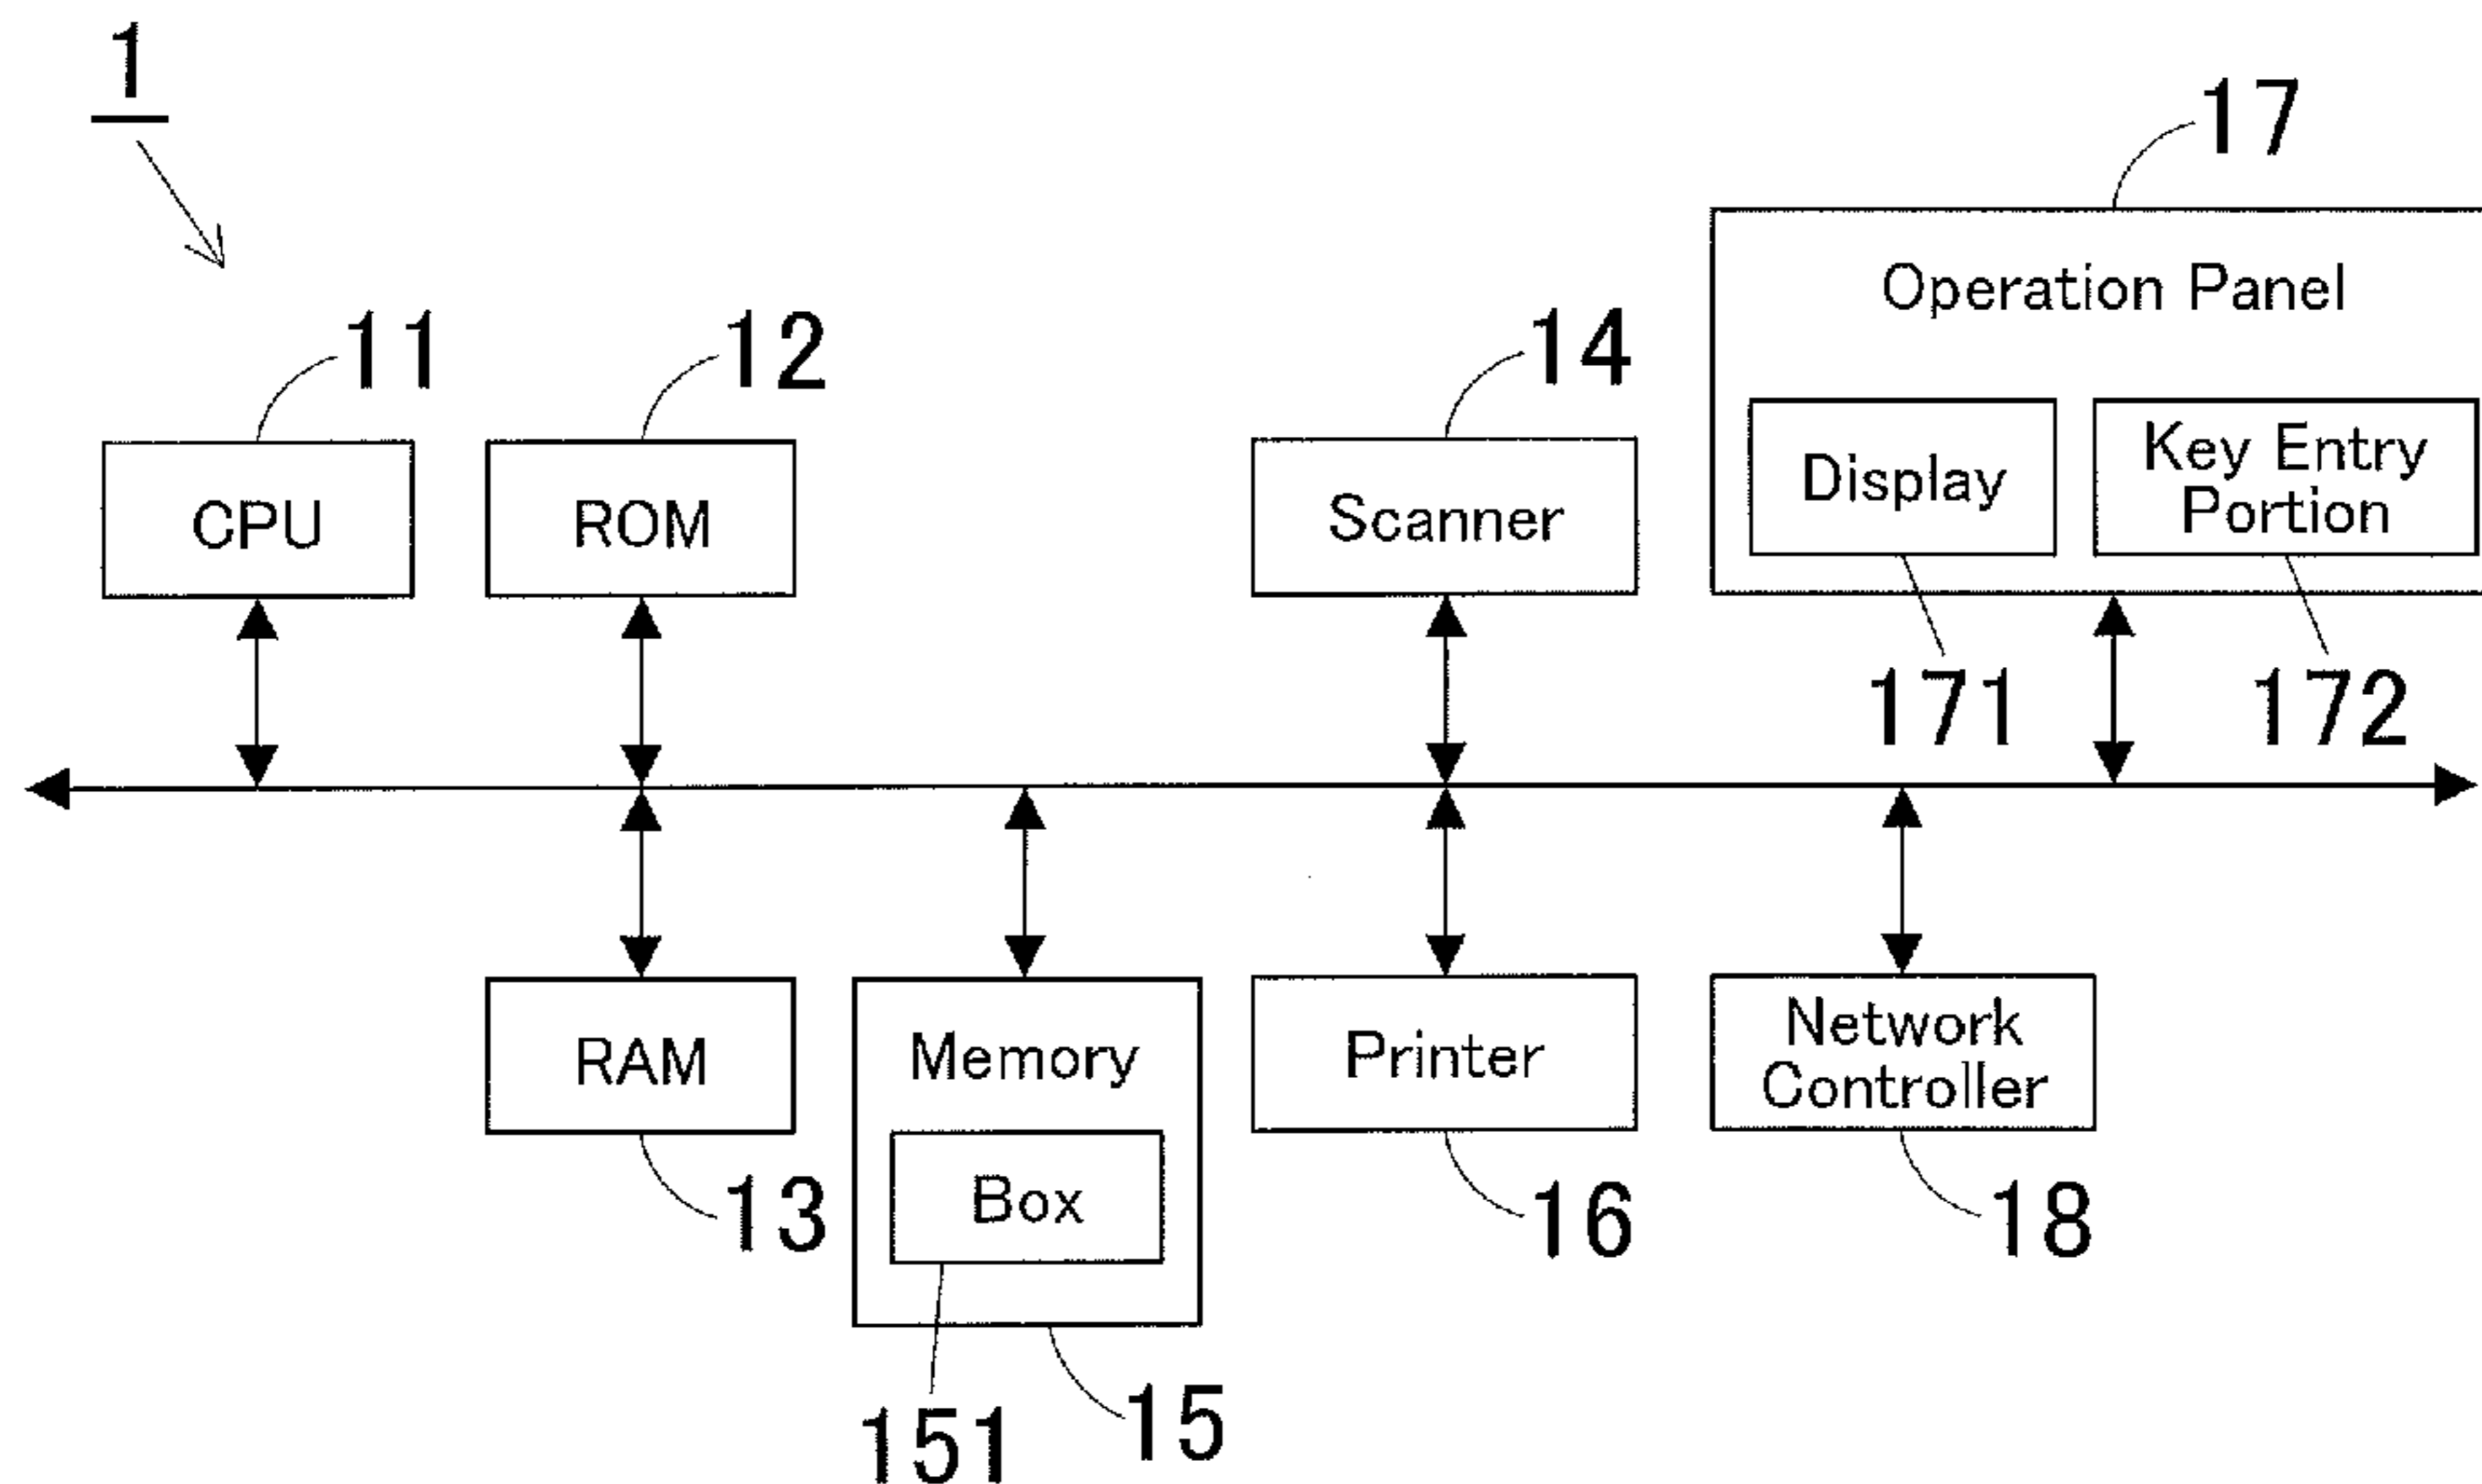 1
17
Operation Panel
11
12
14
CPU
ROM
Scanner
Display
Key Entry
Portion
171
172
RAM
Memory
Printer
Network
Controller
Box
13
16
18
151
15